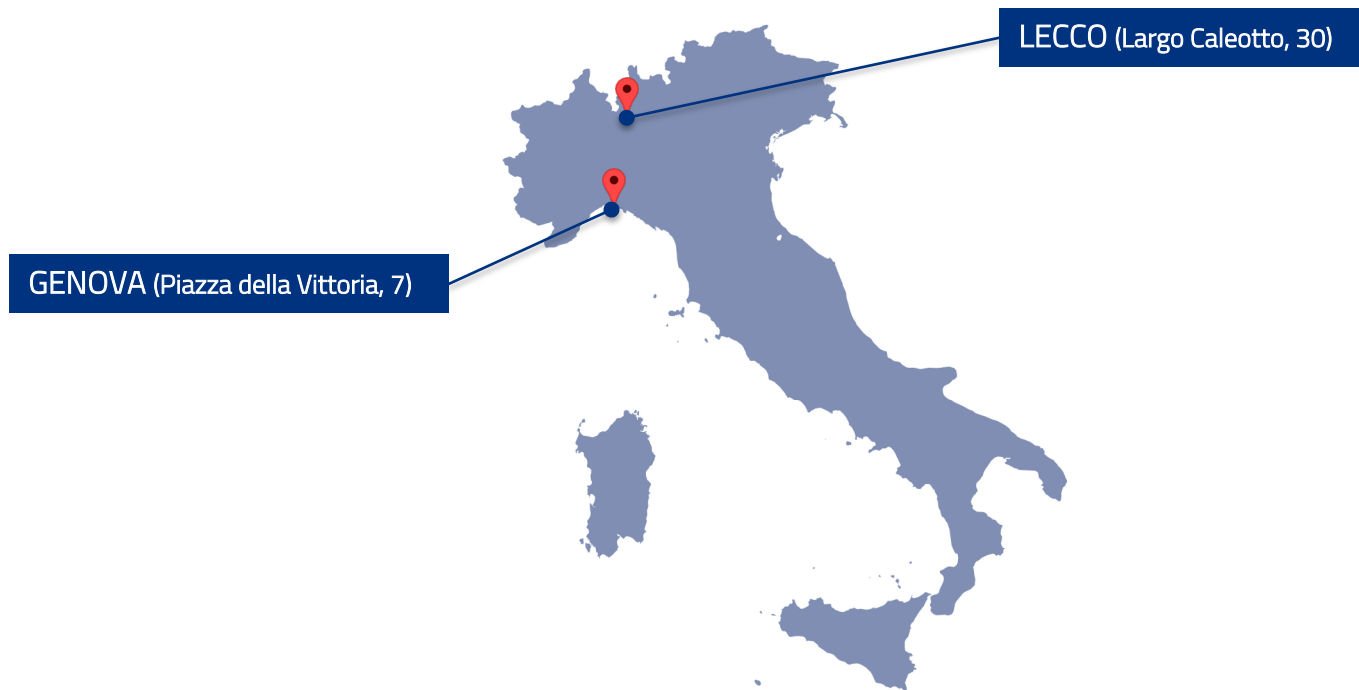 LECCO (Largo Caleotto, 30)
GENOVA (Piazza della Vittoria, 7)